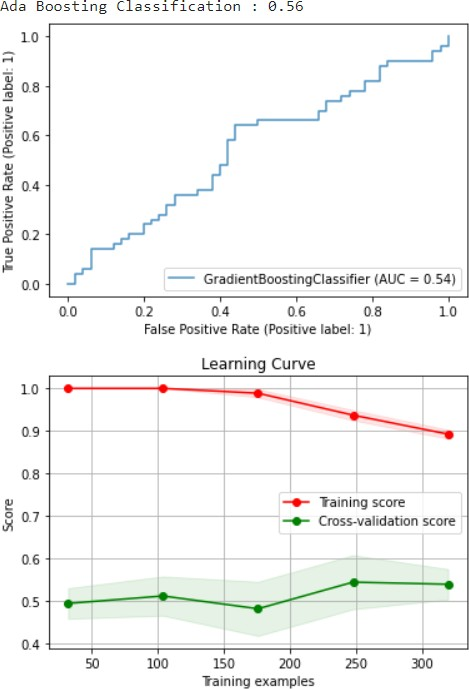 Ada Boosting Classification : 0.56
True Positive Rate (Positive label: 1)
1.0
0.8
0.6
0.4
0.2
0.0
GradientBoostingClassifier (AUC = 0.54)
0.0 0.2 0.4 0.6 0.8 1.0
False Positive Rate (Positive label: 1)
Learning Curve
Score
1.0
0.9
0.8
0.7
0.6
0.5
0.4
Training score
Cross-validation score
50 100 150 200 250 300
Training examples